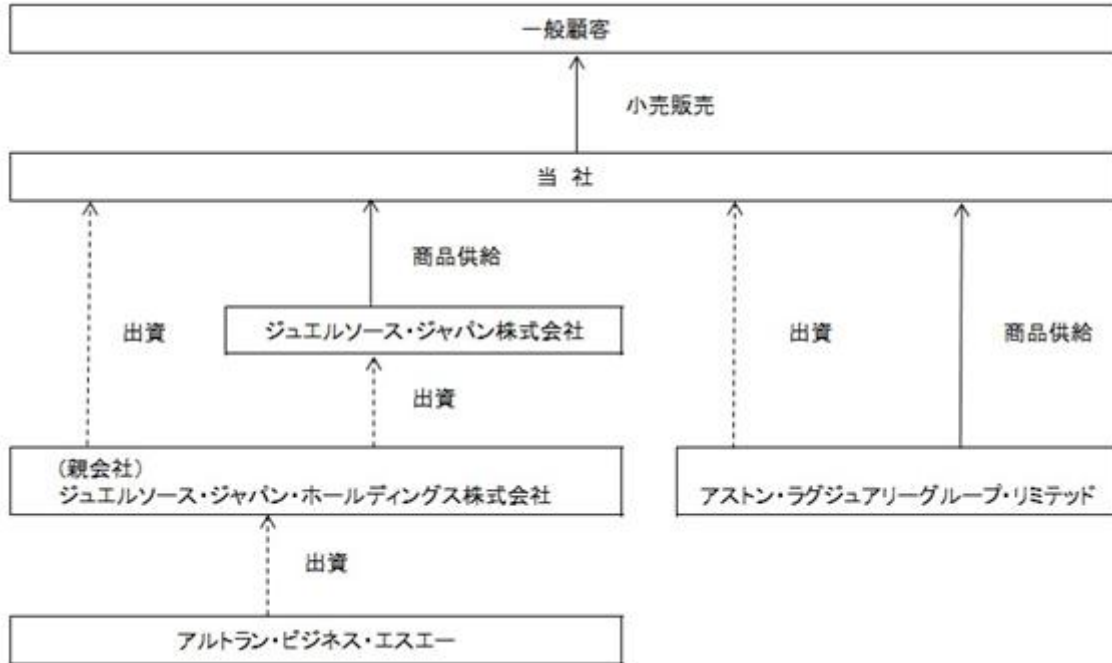 一般顧客
小売販売
当 社
商品供給
出資
ジュエルソース・ジャパン株式会社
出資
商品供給
出資
(親会社)
ジュエルソース・ジャパン・ホールディングス株式会社
アストン・ラグジュアリーグループ・リミテッド
出資
アルトラン・ビジネス・エスエー